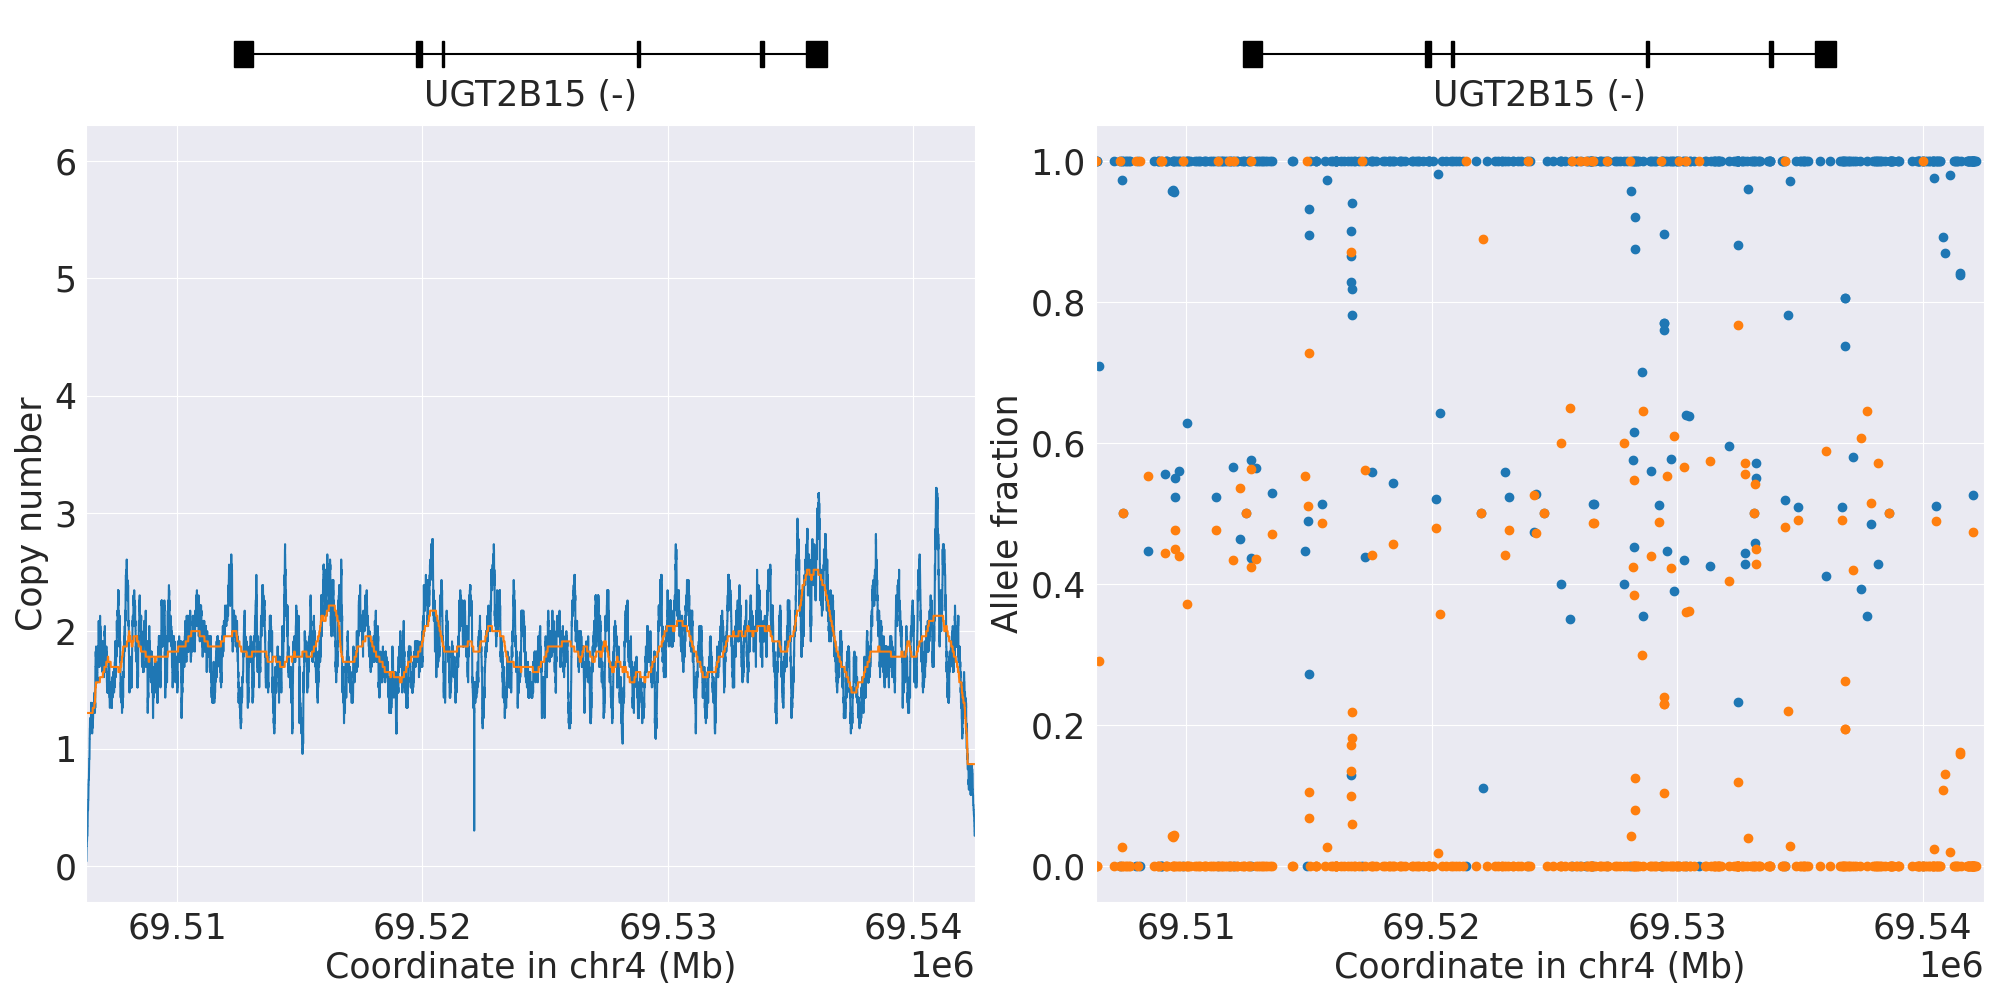 UGT2B15 (-)
6
5
4
3
2
1
0
Copy number
69.51 69.52 69.53 69.54
Coordinate in chr4 (Mb) 1e6
UGT2B15 (-)
1.0
0.8
0.6
0.4
0.2
0.0
Allele fraction
69.51 69.52 69.53 69.54
Coordinate in chr4 (Mb) 1e6